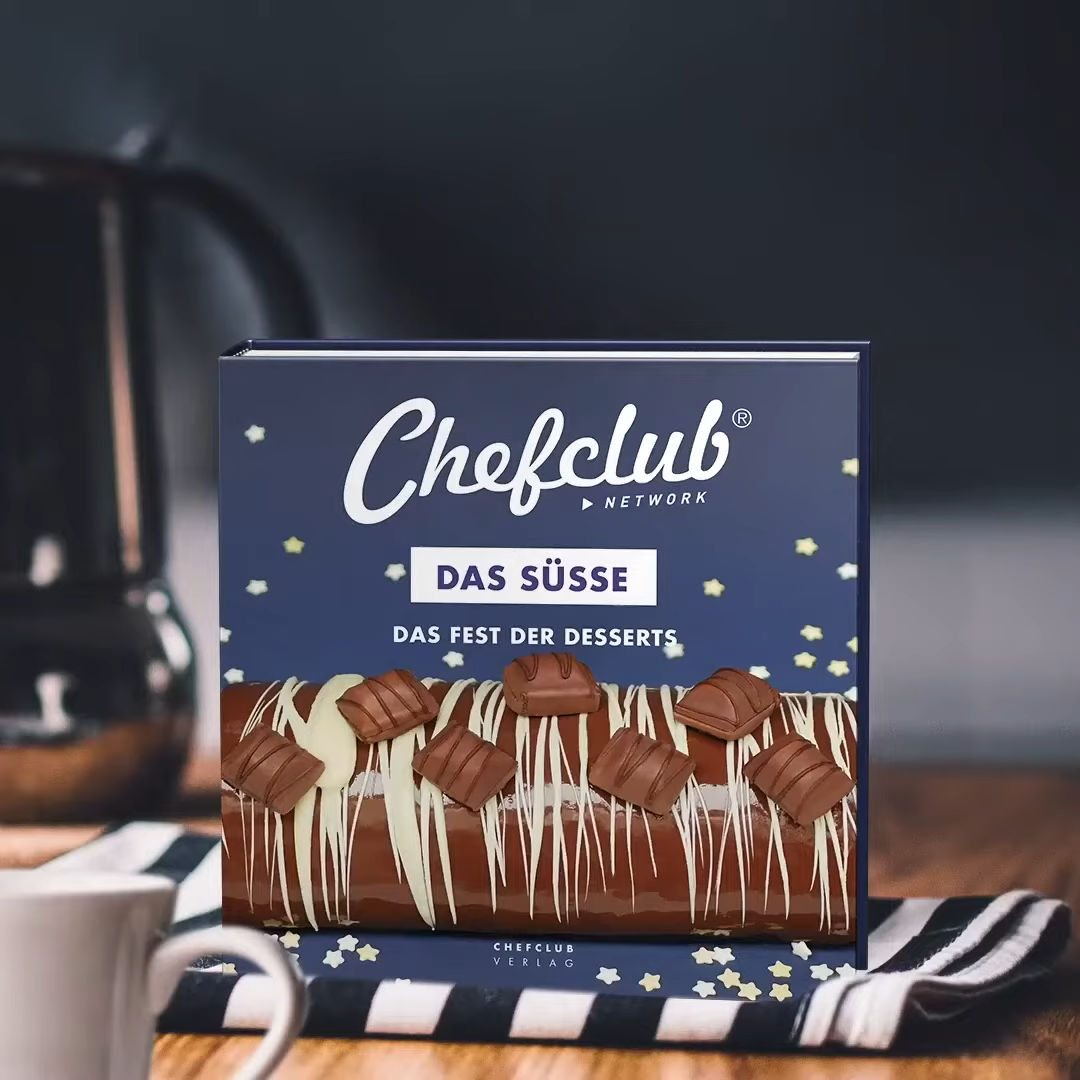 Chefclub®
NETWORK
DAS SÜSSE
DAS FEST DER DESSERTS
CHEFCLUB
VERLAG